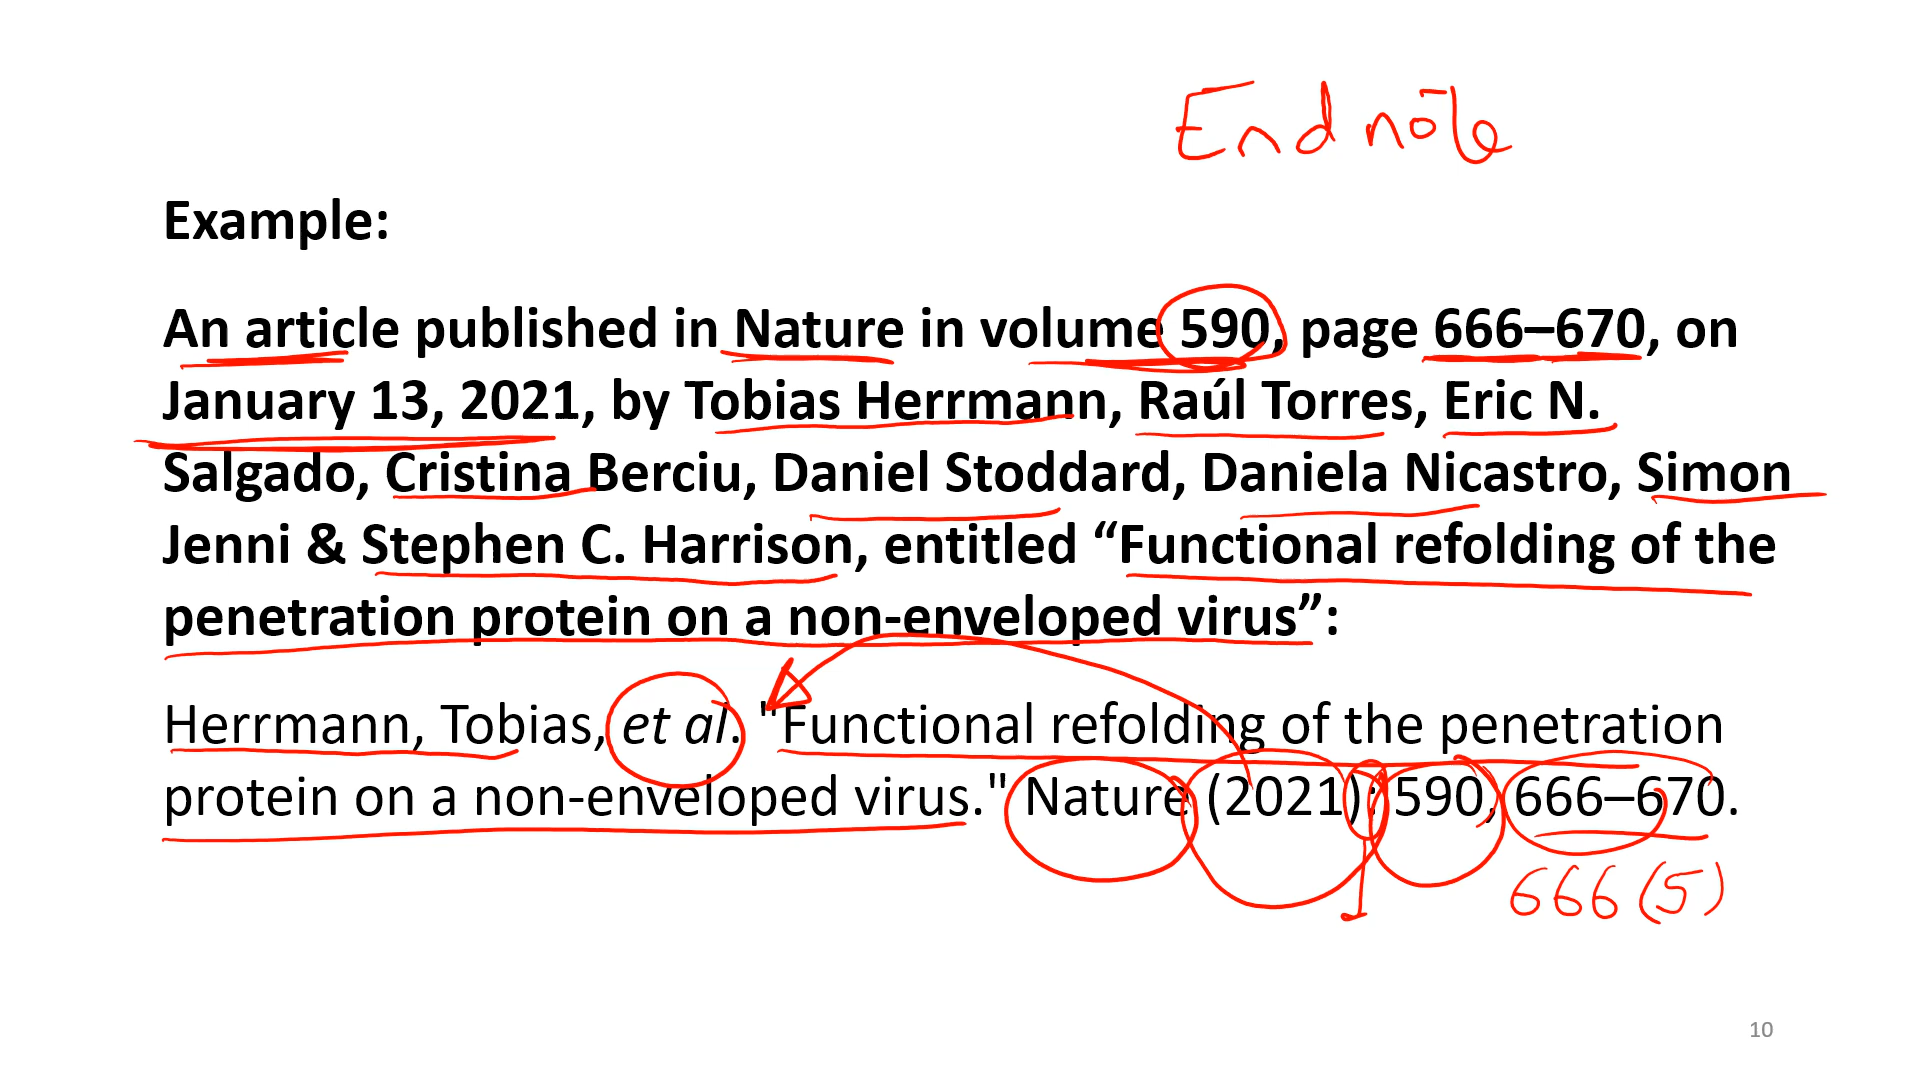 End note
Example:
An article published in Nature in volume 590, page 666–670, on
January 13, 2021, by Tobias Herrmann, Raúl Torres, Eric N.
Salgado, Cristina Berciu, Daniel Stoddard, Daniela Nicastro, Simon
Jenni & Stephen C. Harrison, entitled “Functional refolding of the
penetration protein on a non-enveloped virus”:
Herrmann, Tobias, et al. "Functional refolding of the penetration
protein on a non-enveloped virus." Nature (2021): 590, 666–670.
666 (5)
10